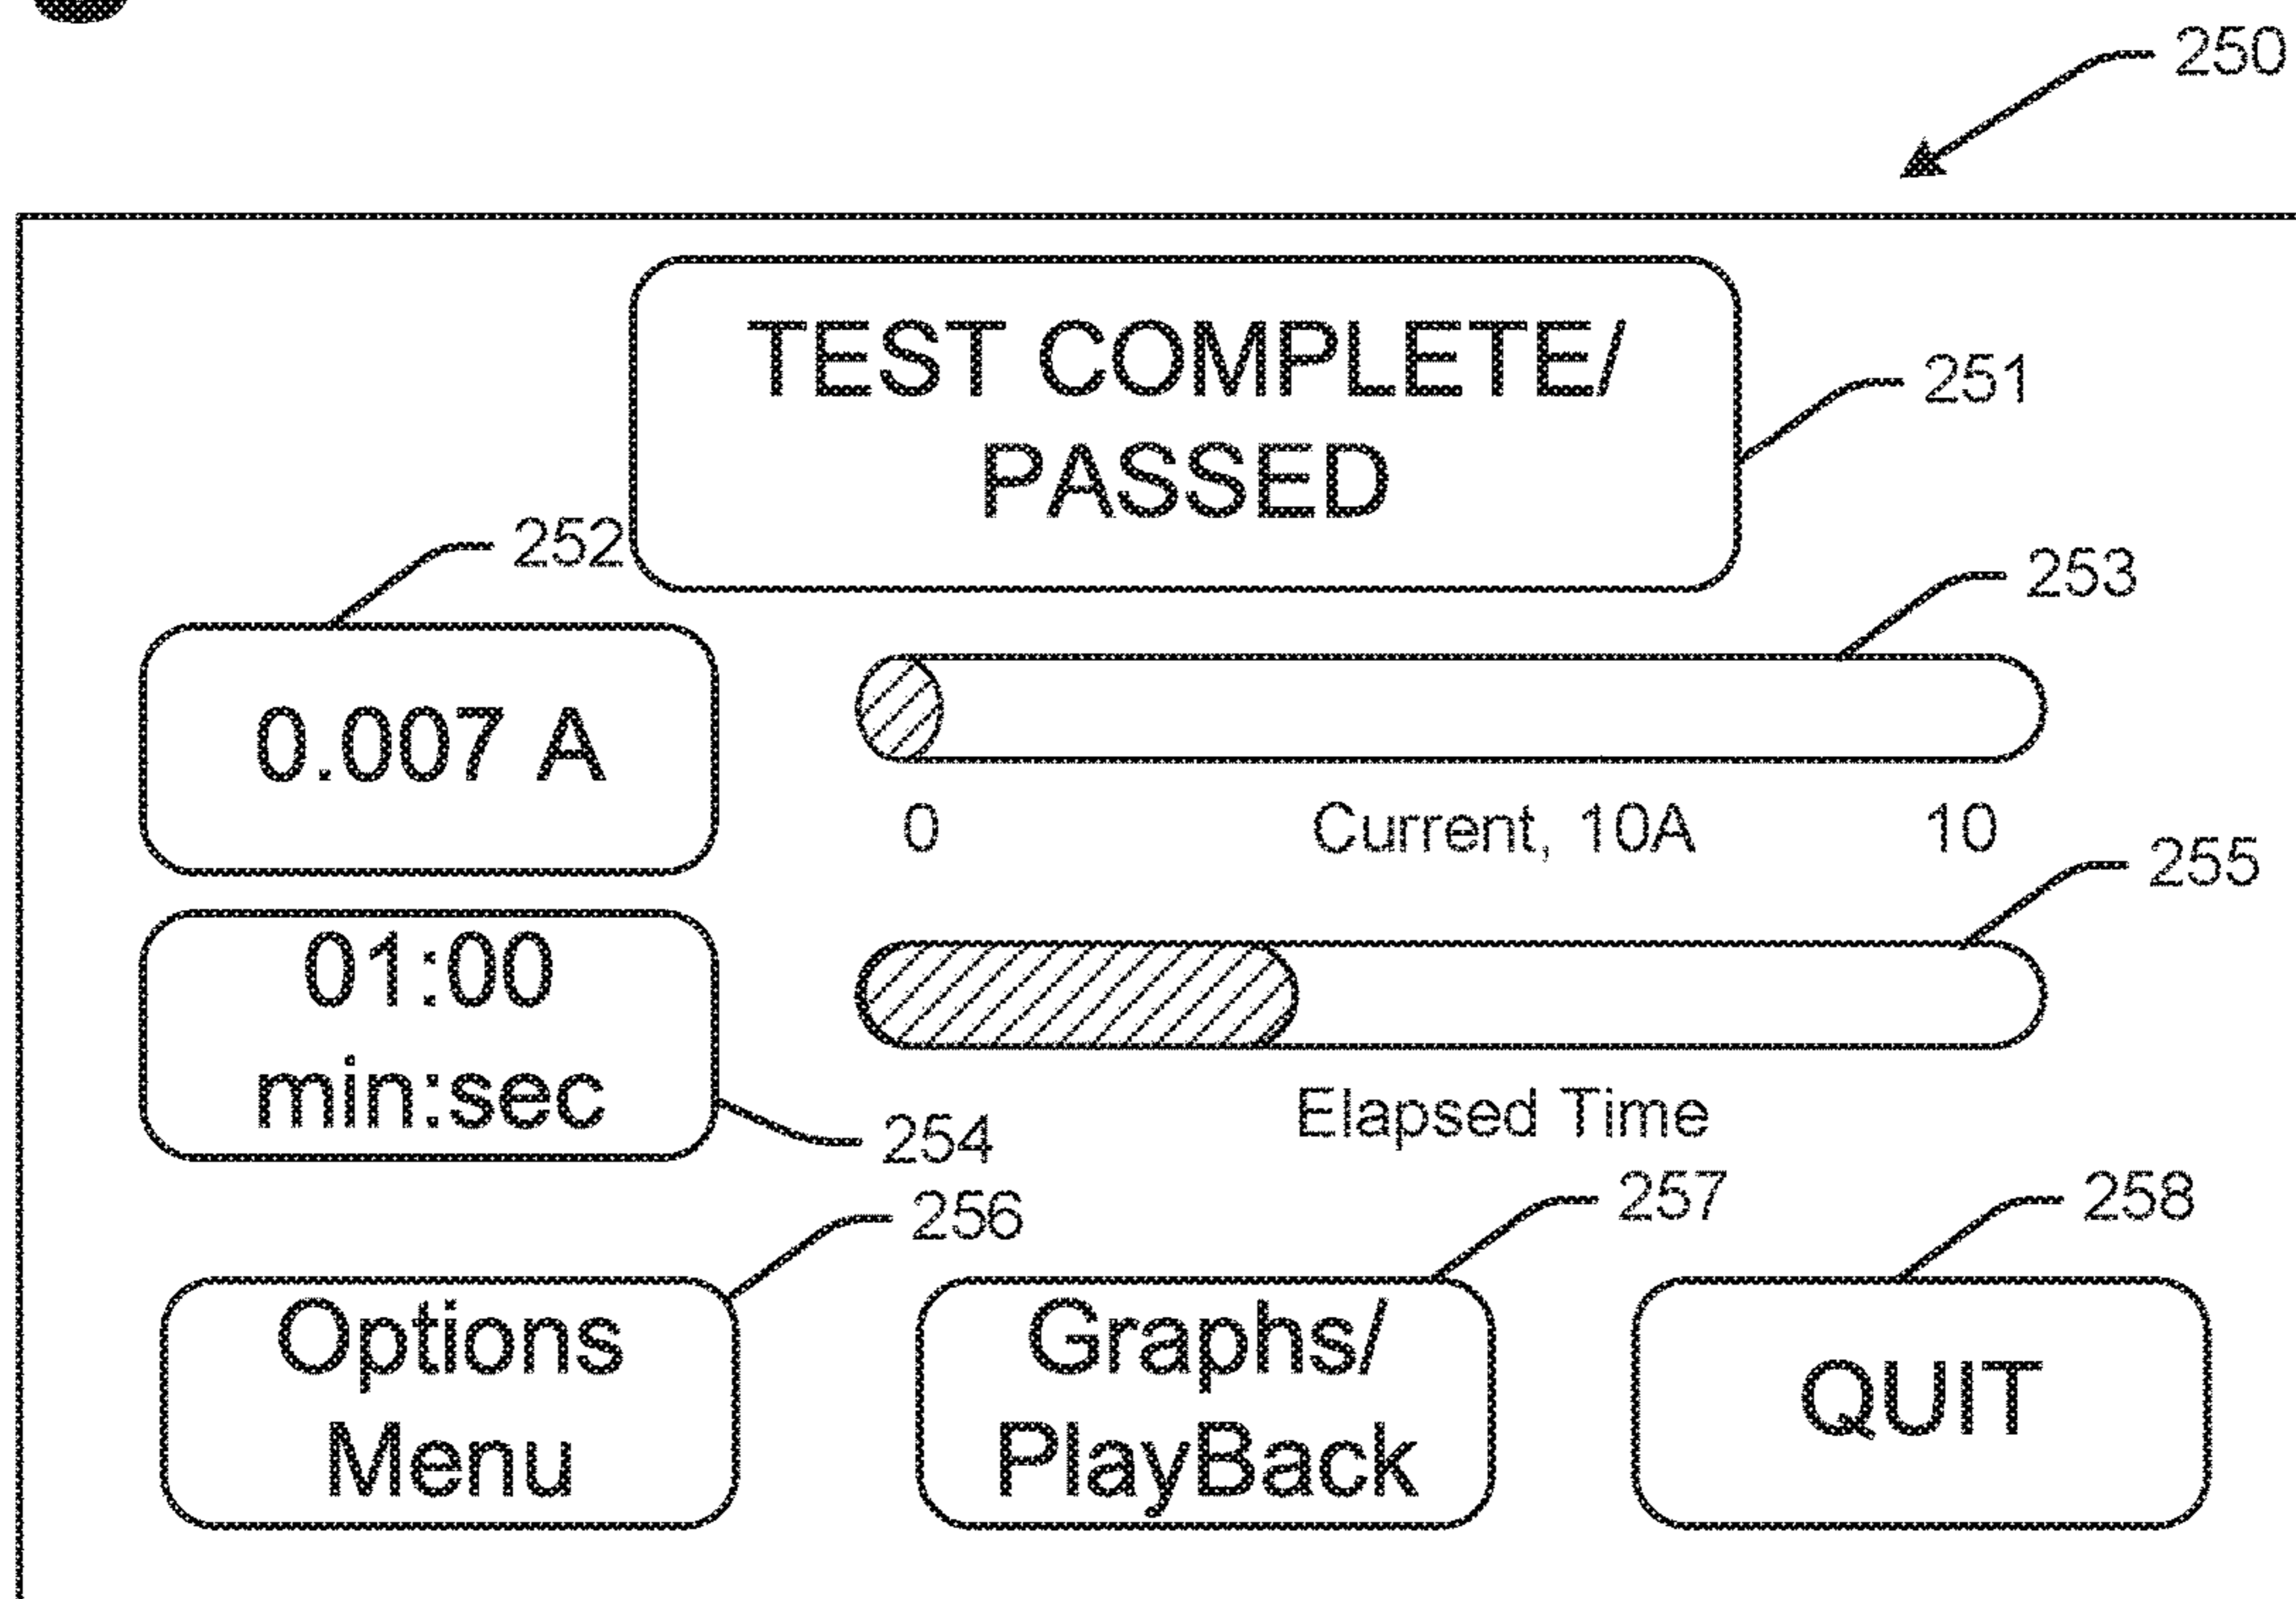 250
TEST COMPLETE/
PASSED
251
252
253
0.007 A
0 Current, 10A 10
255
01:00
min:sec
Elapsed Time
254
256
257
258
Options
Menu
Graphs/
PlayBack
QUIT